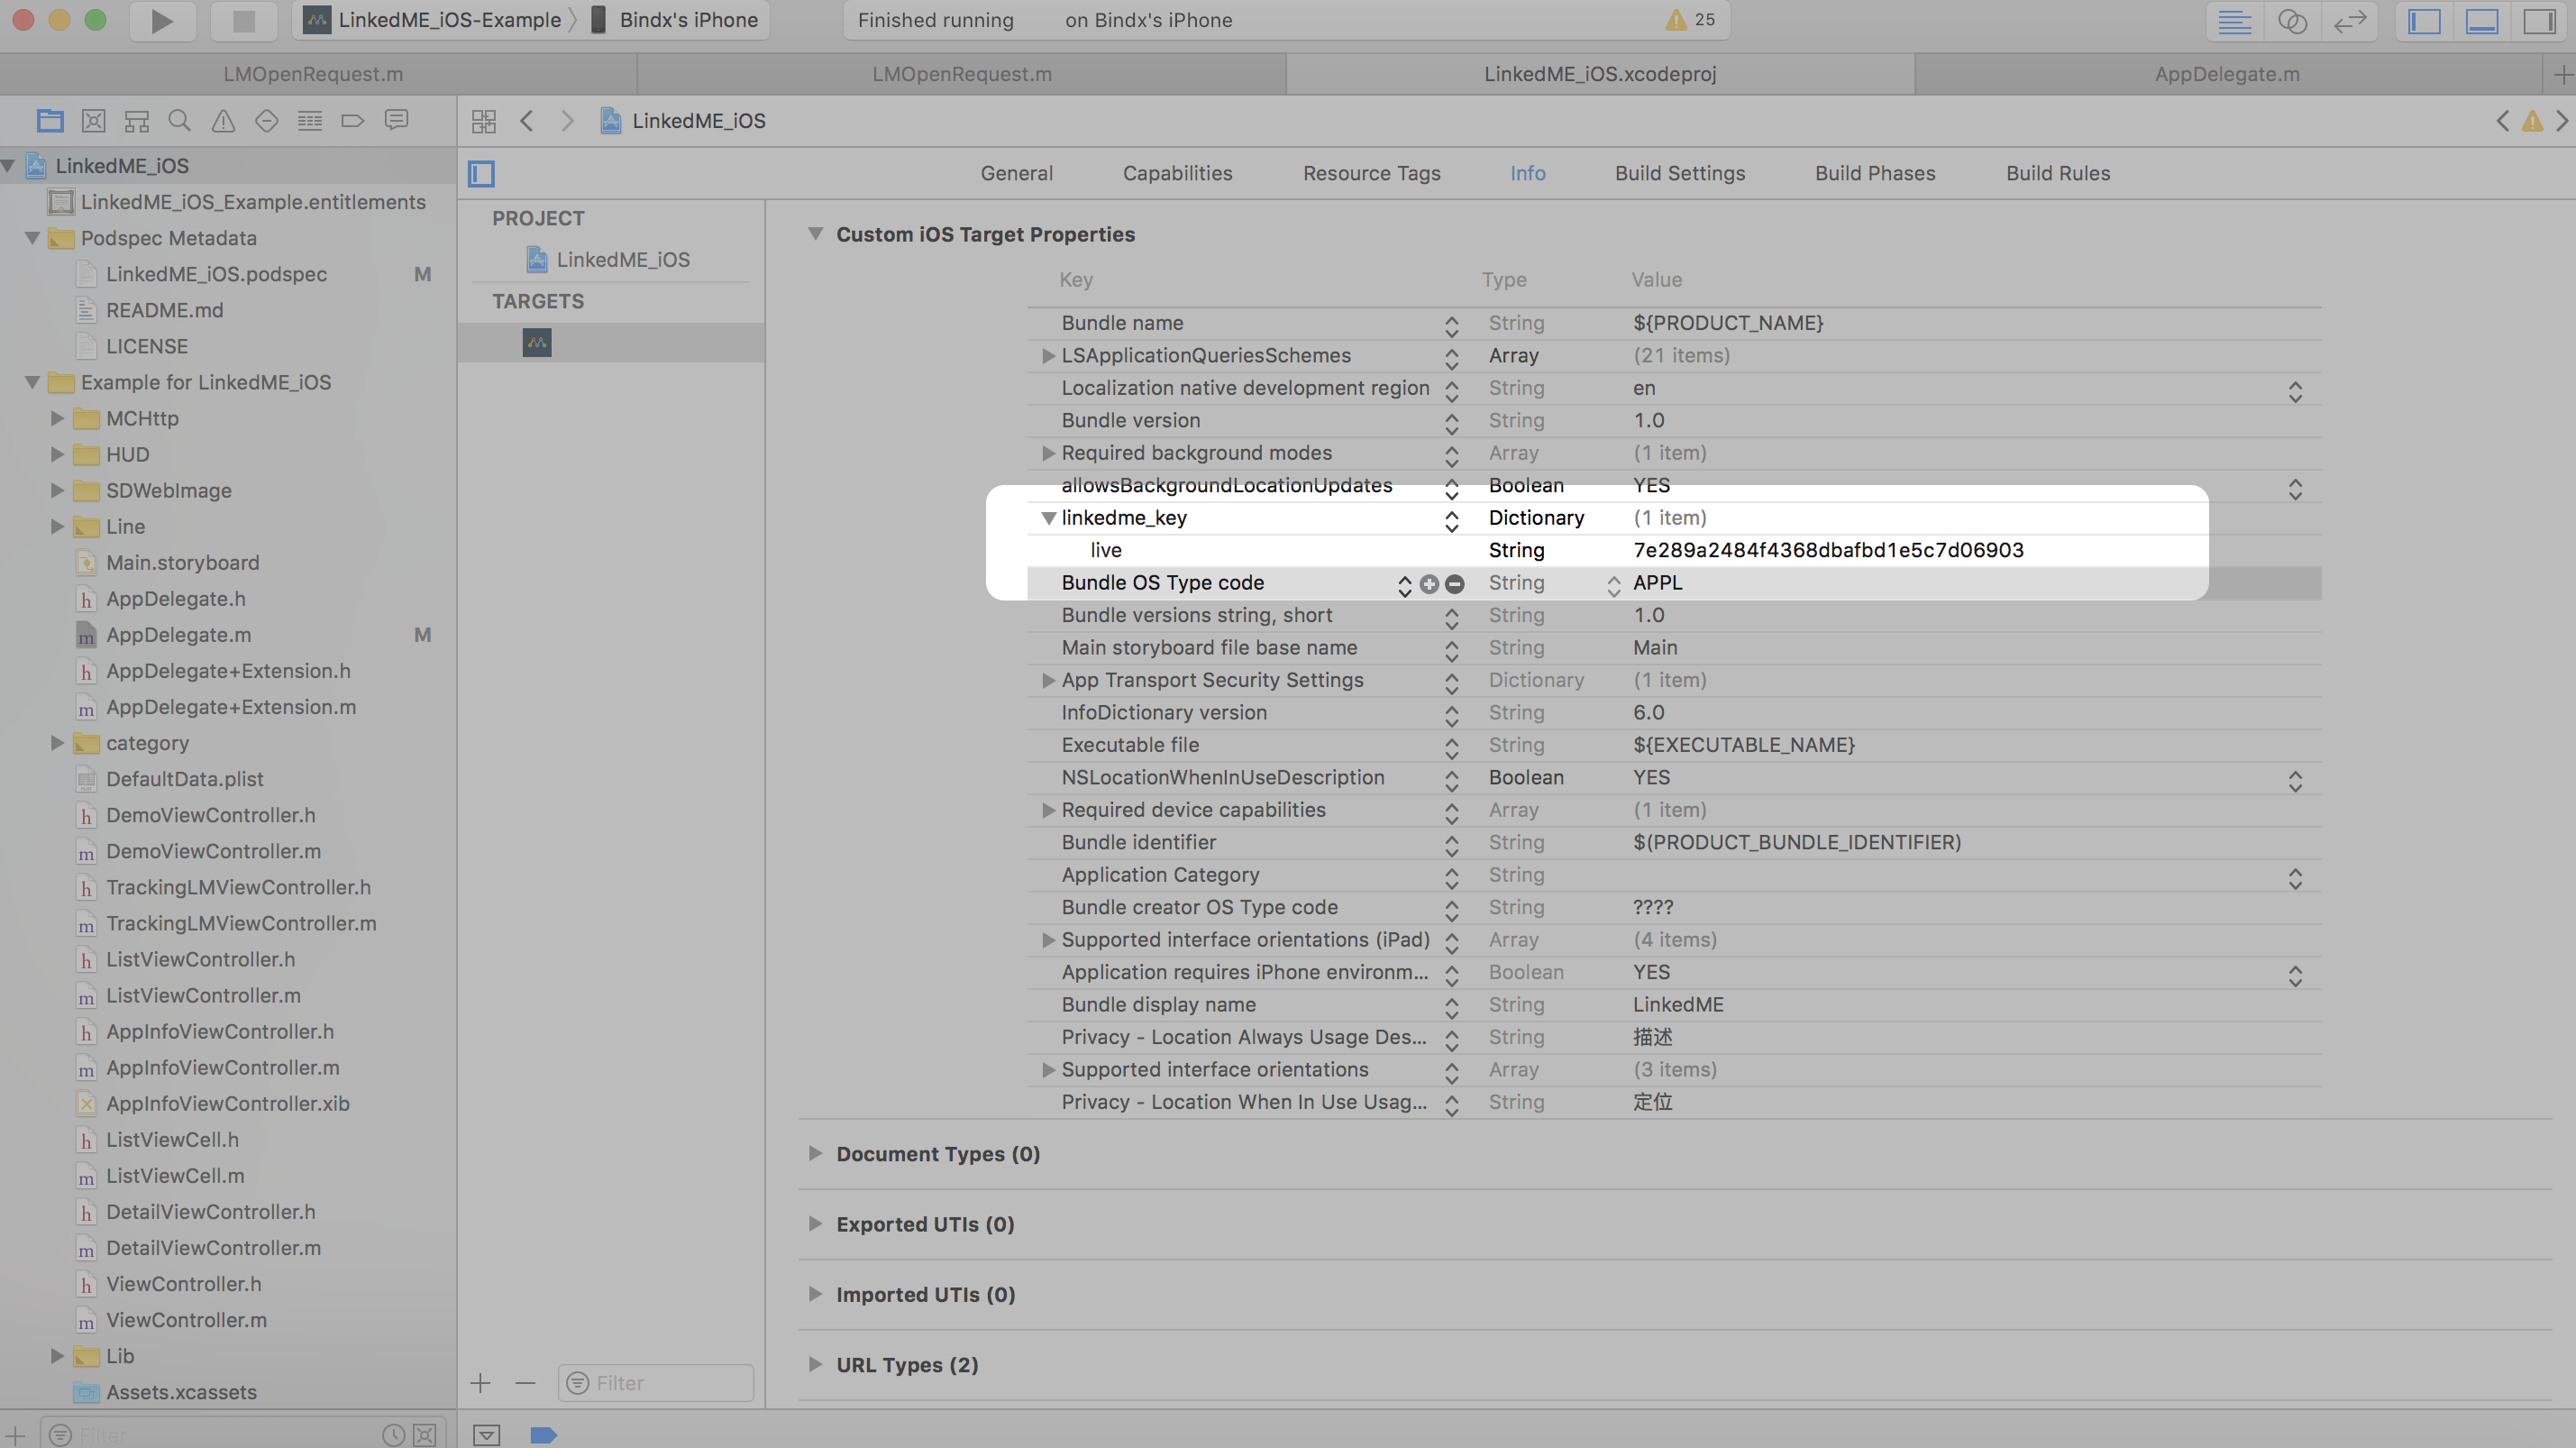 LinkedME_iOS-Example
Bindx's iPhone
Finished running
on Bindx's iPhone
25
LMOpenRequest.m
LMOpenRequest.m
LinkedME_iOS.xcodeproj
AppDelegate.m
LinkedME_iOS
LinkedME_iOS
LinkedME_iOS_Example.entitlements
Podspec Metadata
LinkedME_iOS.podspec M
README.md
LICENSE
Example for LinkedME_iOS
MCHttp
HUD
SDWebImage
Line
Main.storyboard
AppDelegate.h
AppDelegate.m M
AppDelegate+Extension.h
AppDelegate+Extension.m
category
DefaultData.plist
DemoViewController.h
DemoViewController.m
TrackingLMViewController.h
TrackingLMViewController.m
ListViewController.h
ListViewController.m
AppInfoViewController.h
AppInfoViewController.m
AppInfoViewController.xib
ListViewCell.h
ListViewCell.m
DetailViewController.h
DetailViewController.m
ViewController.h
ViewController.m
Lib
Assets.xcassets
Filter
PROJECT
LinkedME_iOS
TARGETS
Filter
General Capabilities Resource Tags Info Build Settings Build Phases Build Rules
Custom iOS Target Properties
Key Type Value
Bundle name String ${PRODUCT_NAME}
LSApplicationQueriesSchemes Array (21 items)
Localization native development region String en
Bundle version String 1.0
Required background modes Array (1 item)
allowsBackgroundLocationUpdates Boolean YES
linkedme_key Dictionary (1 item)
live String 7e289a2484f4368dbafbd1e5c7d06903
Bundle OS Type code String APPL
Bundle versions string, short String 1.0
Main storyboard file base name String Main
App Transport Security Settings Dictionary (1 item)
InfoDictionary version String 6.0
Executable file String ${EXECUTABLE_NAME}
NSLocationWhenInUseDescription Boolean YES
Required device capabilities Array (1 item)
Bundle identifier String $(PRODUCT_BUNDLE_IDENTIFIER)
Application Category String
Bundle creator OS Type code String ????
Supported interface orientations (iPad) Array (4 items)
Application requires iPhone environm... Boolean YES
Bundle display name String LinkedME
Privacy - Location Always Usage Des... String 描述
Supported interface orientations Array (3 items)
Privacy - Location When In Use Usag... String 定位
Document Types (0)
Exported UTIs (0)
Imported UTIs (0)
URL Types (2)